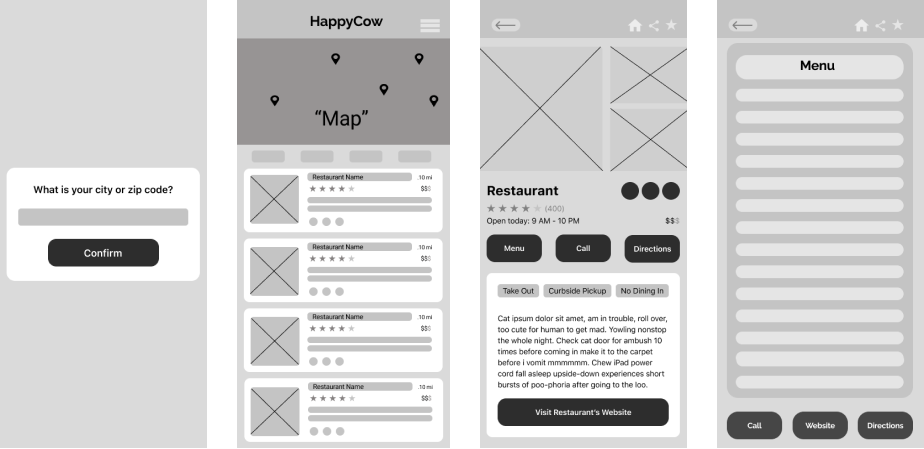 What is your city or zip code?
Confirm
HappyCow
“Map”
Restaurant Name .10 mi
$$$
Restaurant Name .10 mi
$$$
Restaurant Name .10 mi
$$$
Restaurant Name .10 mi
$$$
Restaurant
(400)
Open today: 9 AM - 10 PM $$$
Menu Call Directions
Take Out Curbside Pickup No Dining In
Cat ipsum dolor sit amet, am in trouble, roll over,
too cute for human to get mad. Yowling nonstop
the whole night. Check cat door for ambush 10
times before coming in make it to the carpet
before i vomit mmmmmm. Chew iPad power
cord fall asleep upside-down experiences short
bursts of poo-phoria after going to the loo.
Visit Restaurant's Website
Menu
Call Website Directions